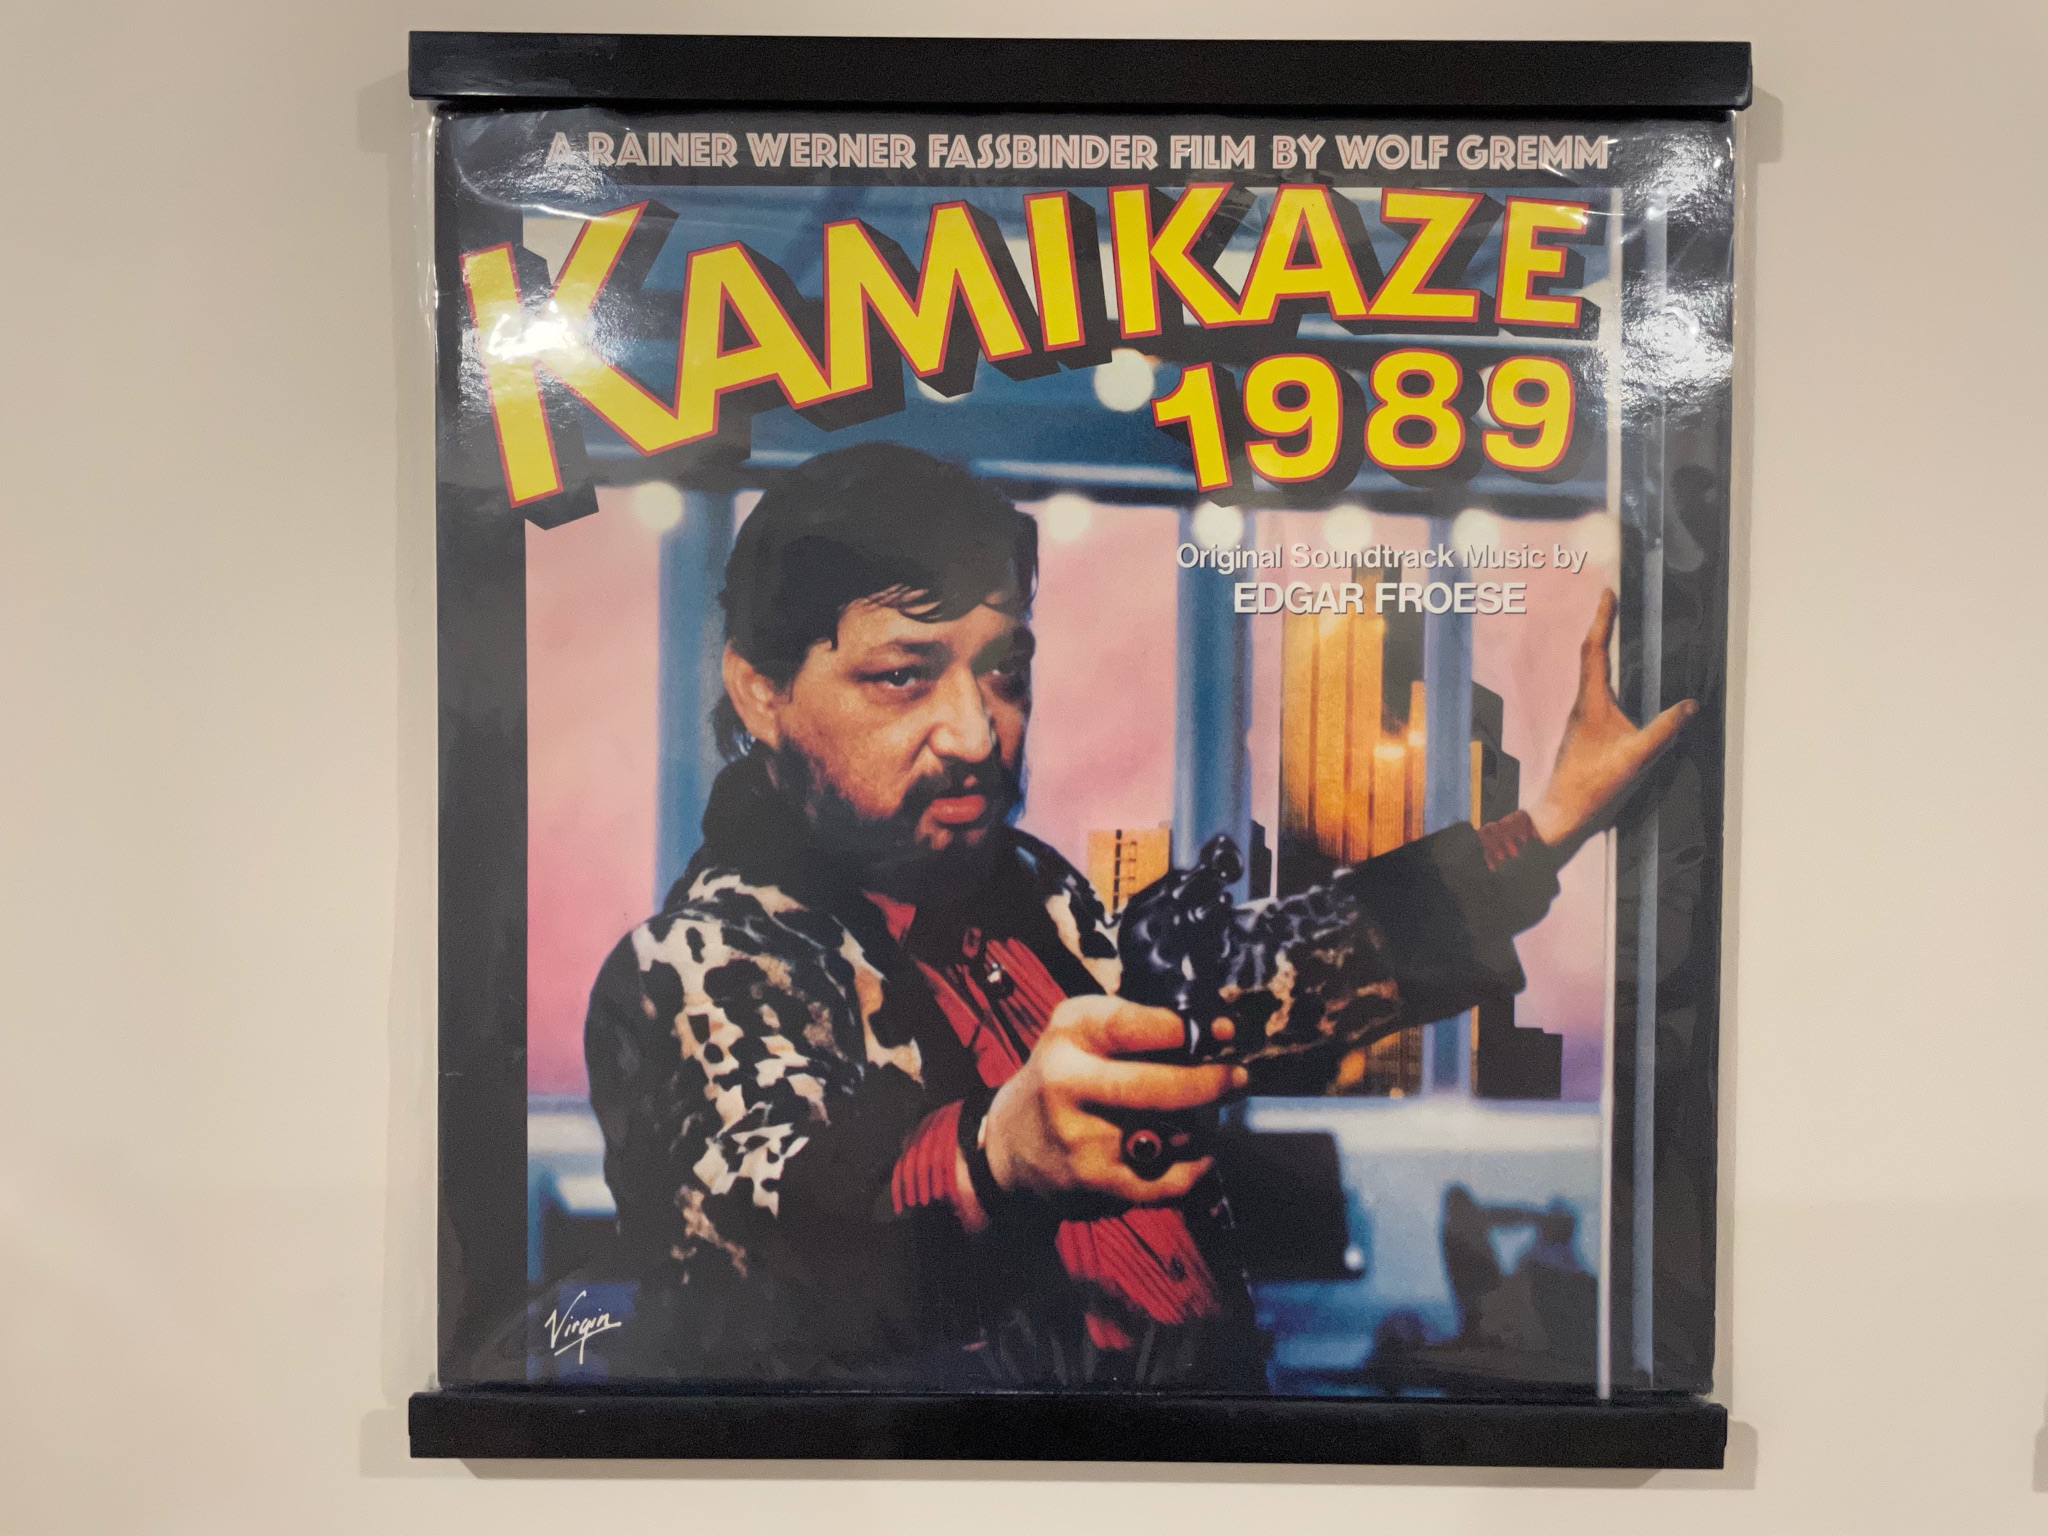 A RAINER WERNER FASSBINDER FILM BY WOLF GREMM
KAMIKAZE
1989
Original Soundtrack Music by
EDGAR FROESE
Virgin